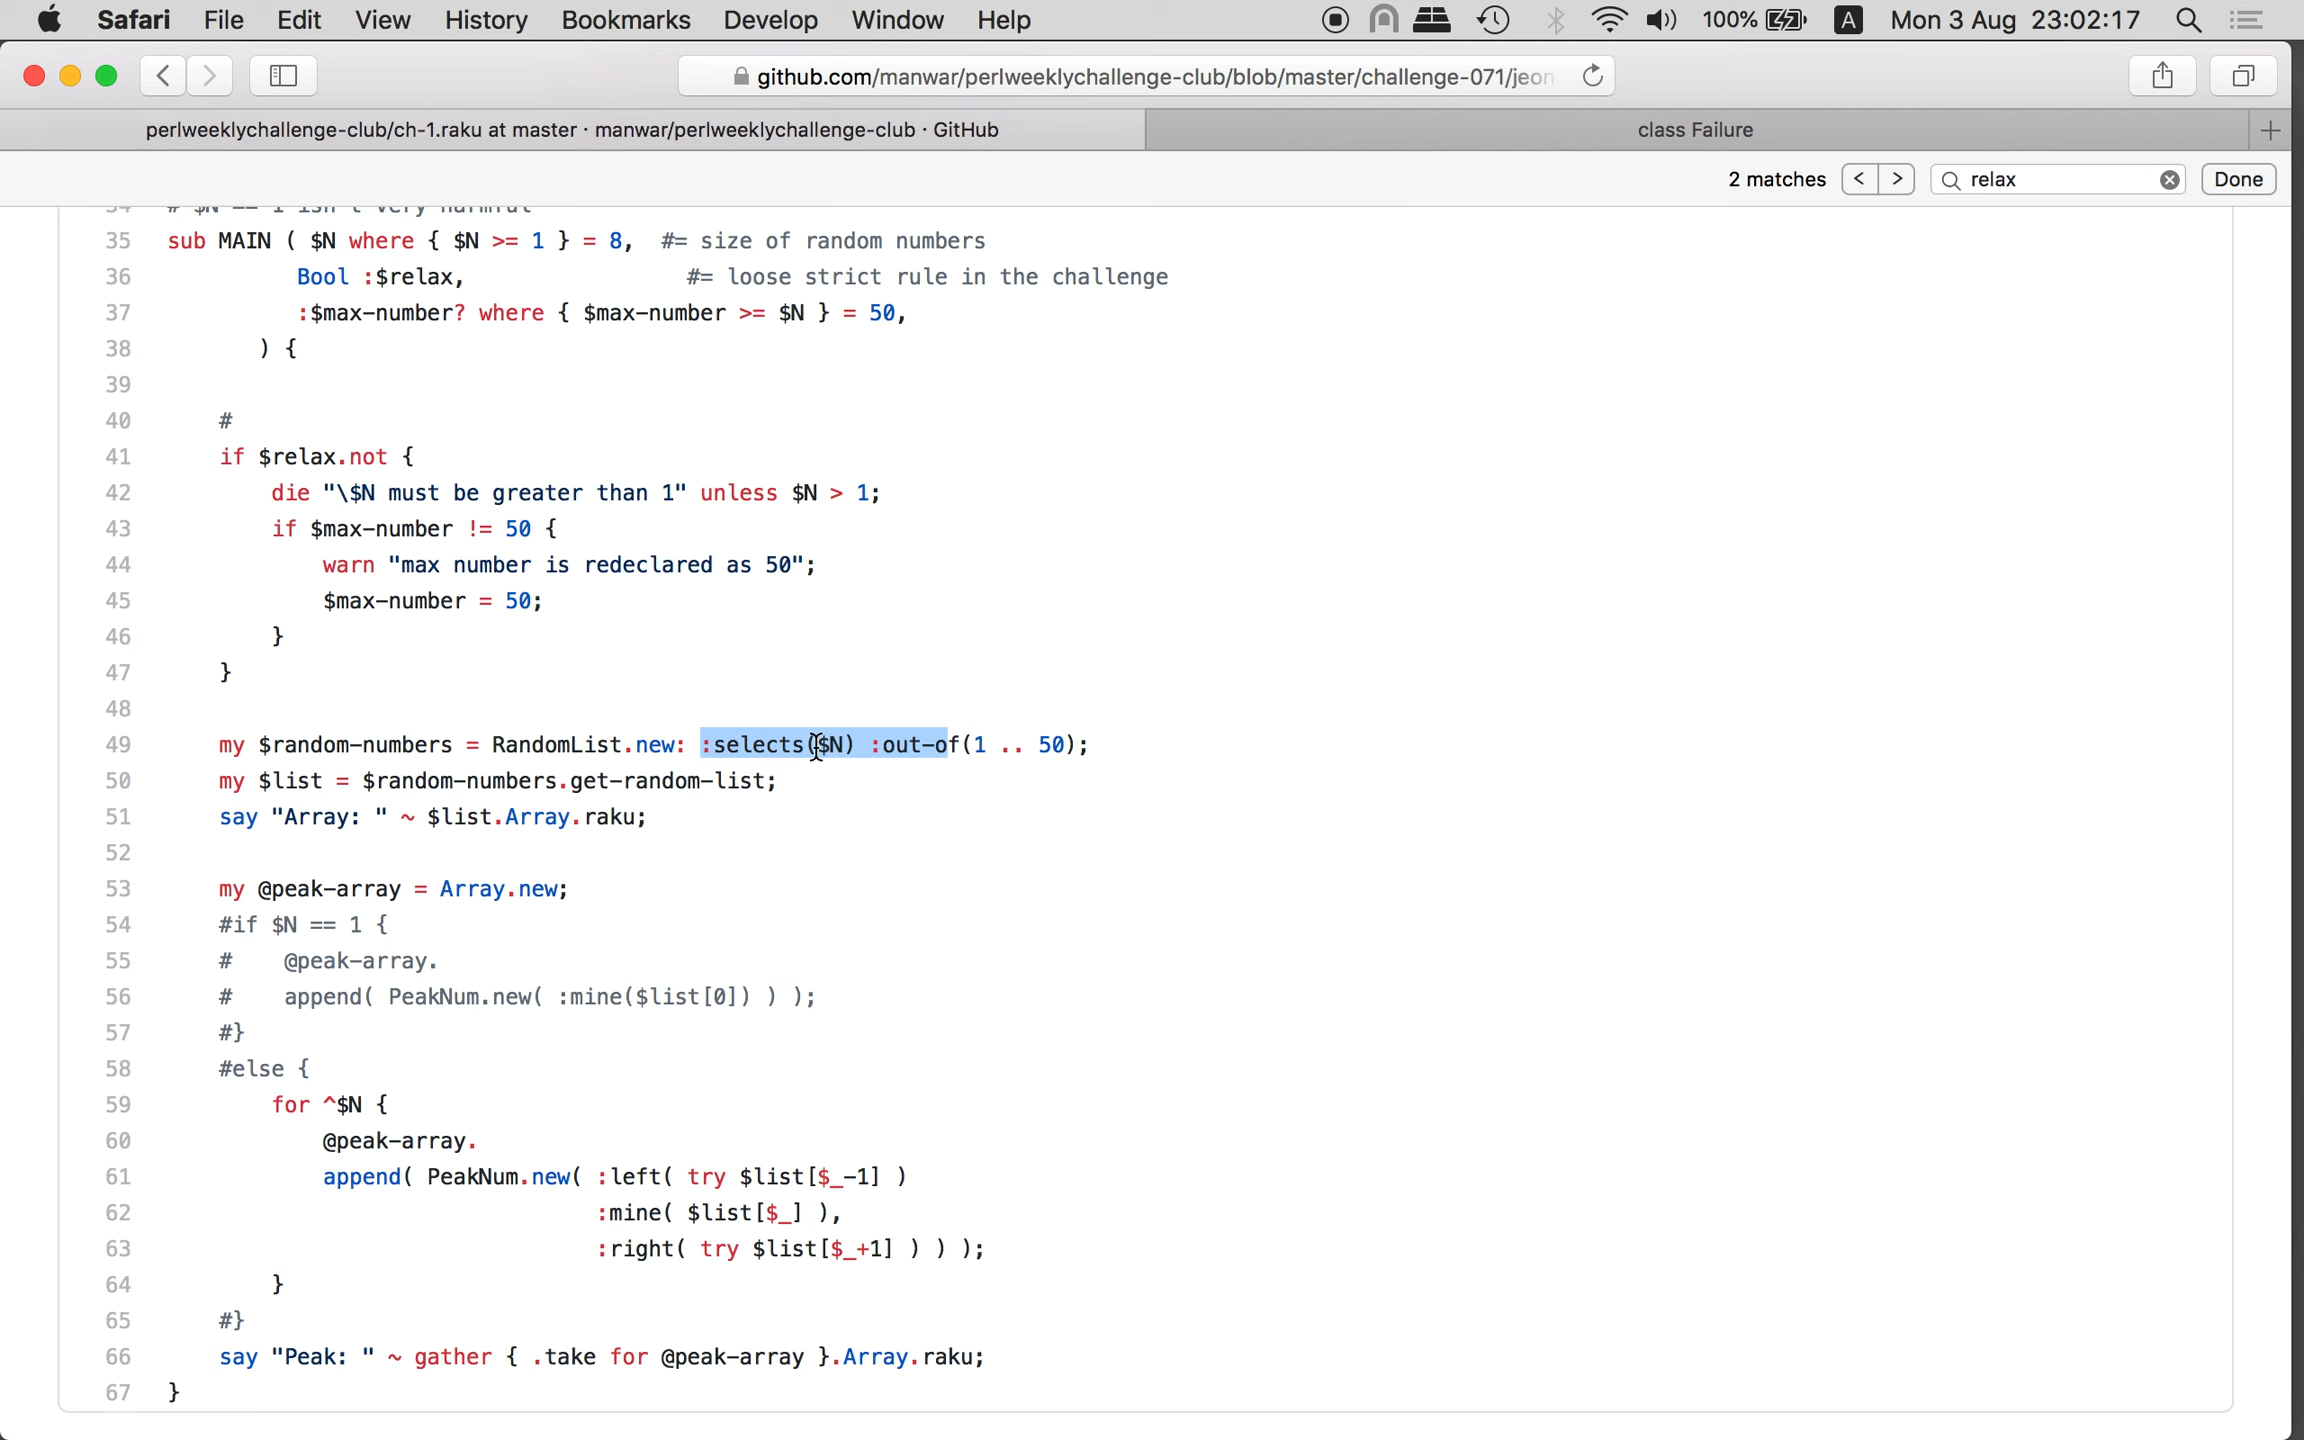 Safari File Edit View History Bookmarks Develop Window Help 100% A Mon 3 Aug 23:02:17
github.com/manwar/perlweeklychallenge-club/blob/master/challenge-071/jeon
perlweeklychallenge-club/ch-1.raku at master · manwar/perlweeklychallenge-club · GitHub
class Failure
2 matches < > relax Done
34 # $N == 1 isn't very harmful
35 sub MAIN ( $N where { $N >= 1 } = 8, #= size of random numbers
36 Bool :$relax, #= loose strict rule in the challenge
37 :$max-number? where { $max-number >= $N } = 50,
38 ) {
39
40 #
41 if $relax.not {
42 die "\$N must be greater than 1" unless $N > 1;
43 if $max-number != 50 {
44 warn "max number is redeclared as 50";
45 $max-number = 50;
46 }
47 }
48
49 my $random-numbers = RandomList.new: :selects($N) :out-of(1 .. 50);
50 my $list = $random-numbers.get-random-list;
51 say "Array: " ~ $list.Array.raku;
52
53 my @peak-array = Array.new;
54 #if $N == 1 {
55 # @peak-array.
56 # append( PeakNum.new( :mine($list[0]) ) );
57 #}
58 #else {
59 for ^$N {
60 @peak-array.
61 append( PeakNum.new( :left( try $list[$_-1] )
62 :mine( $list[$_] ),
63 :right( try $list[$_+1] ) ) );
64 }
65 #}
66 say "Peak: " ~ gather { .take for @peak-array }.Array.raku;
67 }